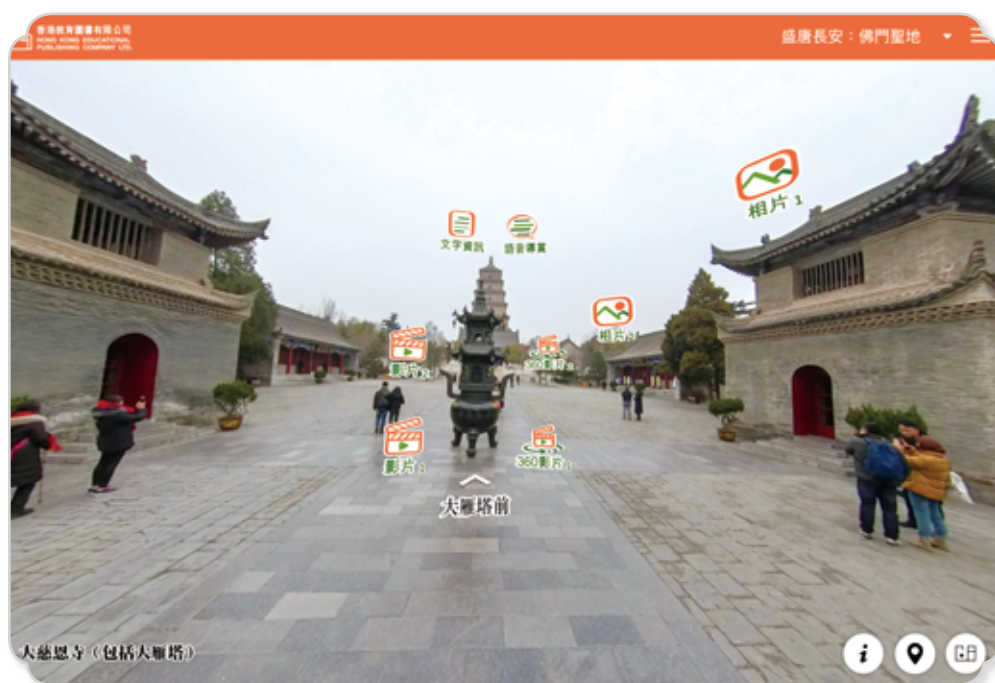 香港教育圖書有限公司
HONG KONG EDUCATIONAL
PUBLISHING COMPANY LTD.
盛唐長安：佛門聖地
相片 1
文字資訊
語音導賞
相片 2
影片 2
360影片 2
影片 1
360影片 1
大雁塔前
大慈恩寺（包括大雁塔）
i